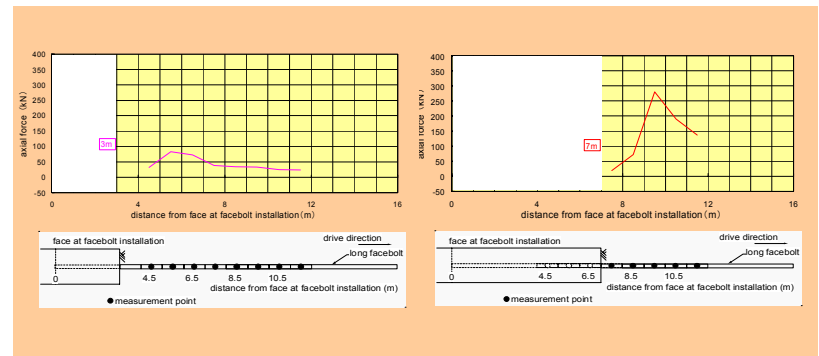 400
350
300
250
200
150
100
50
0
-50
axial force (kN)
3m
0 4 8 12 16
distance from face at facebolt installation(m)
face at facebolt installation
drive direction
long facebolt
0 4.5 6.5 8.5 10.5
distance from face at facebolt installation (m)
●measurement point
400
350
300
250
200
150
100
50
0
-50
axial force (kN)
7m
0 4 8 12 16
distance from face at facebolt installation(m)
face at facebolt installation
drive direction
long facebolt
0 4.5 6.5 8.5 10.5
distance from face at facebolt installation (m)
●measurement point